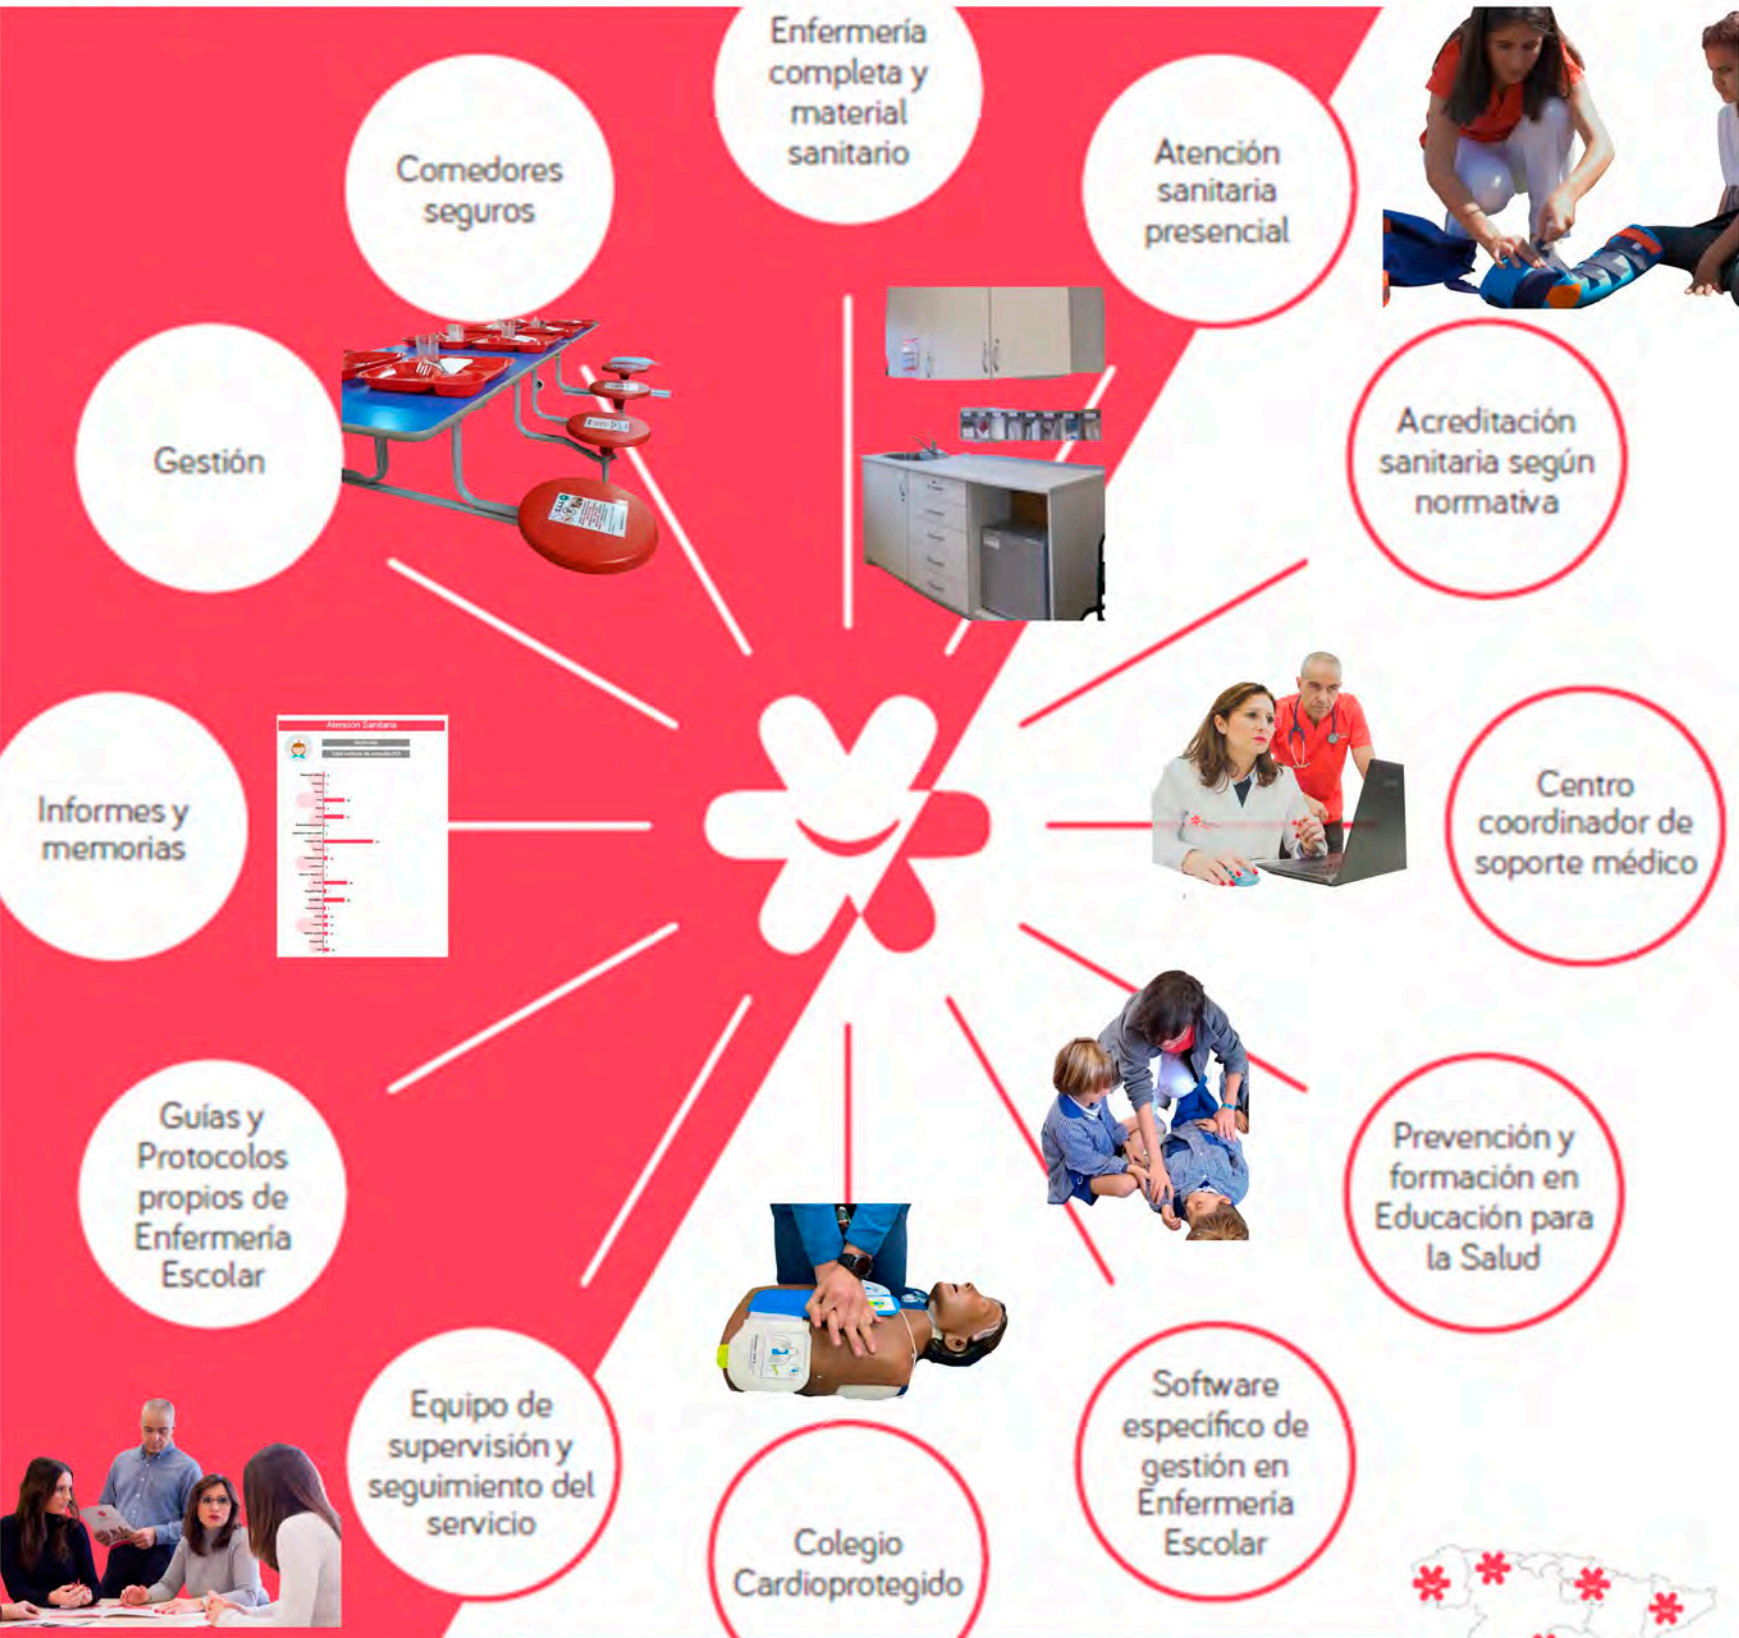 Enfermería
completa y
material
sanitario
Comedores
seguros
Atención
sanitaria
presencial
Gestión
Acreditación
sanitaria según
normativa
Atención Sanitaria
Informes y
memorias
Centro
coordinador de
soporte médico
Guías y
Protocolos
propios de
Enfermería
Escolar
Prevención y
formación en
Educación para
la Salud
Equipo de
supervisión y
seguimiento del
servicio
Software
específico de
gestión en
Enfermería
Escolar
Colegio
Cardioprotegido